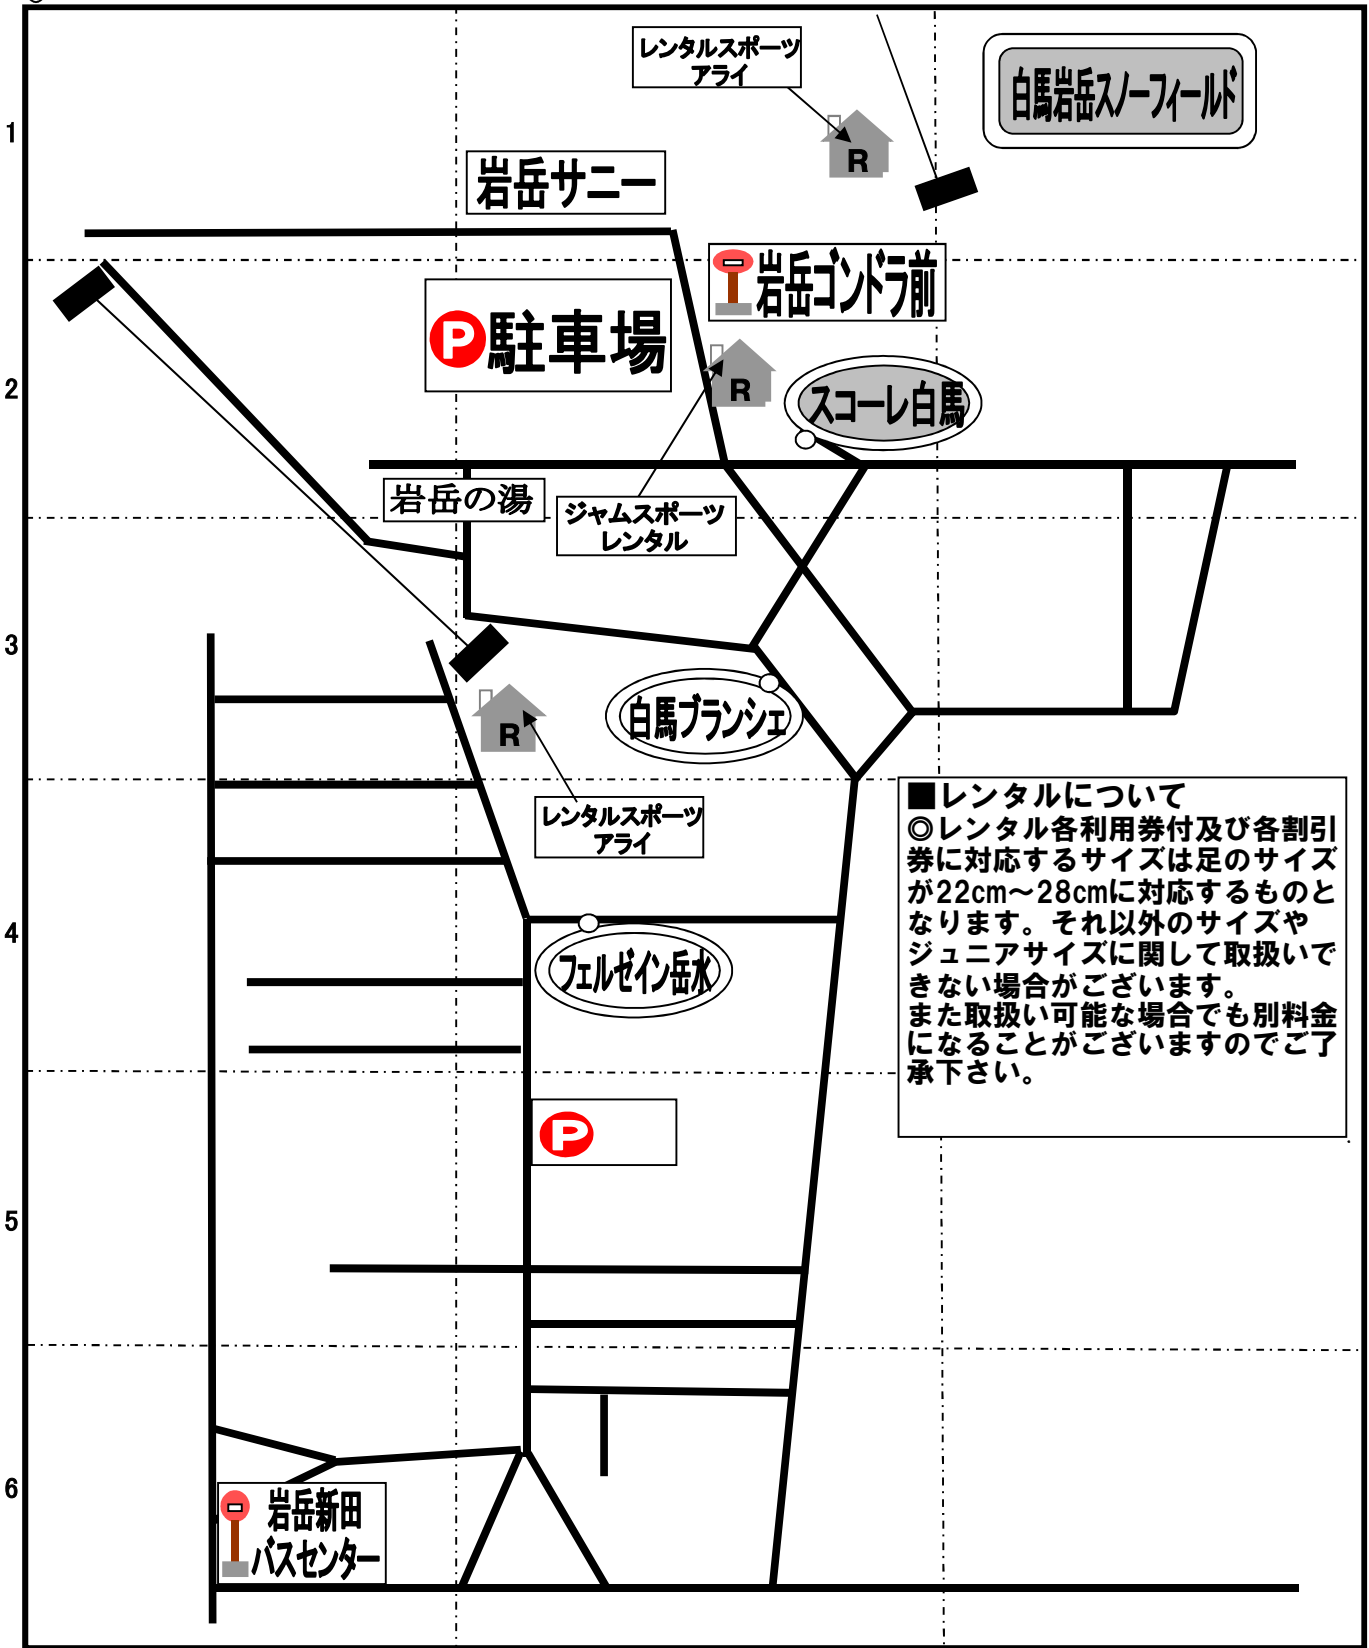 レンタルスポーツ
アライ
白馬岩岳スノーフィールド
1
R
岩岳サニー
岩岳ゴンドラ前
P駐車場
2
R
スコーレ白馬
岩岳の湯
ジャムスポーツ
レンタル
3
白馬ブランシェ
R
レンタルスポーツ
アライ
■レンタルについて
◎レンタル各利用券付及び各割引
券に対応するサイズは足のサイズ
が22cm～28cmに対応するものと
なります。それ以外のサイズや
ジュニアサイズに関して取扱いで
きない場合がございます。
また取扱い可能な場合でも別料金
になることがございますのでご了
承下さい。
4
フェルゼイン岳水
P
5
6
岩岳新田
バスセンター